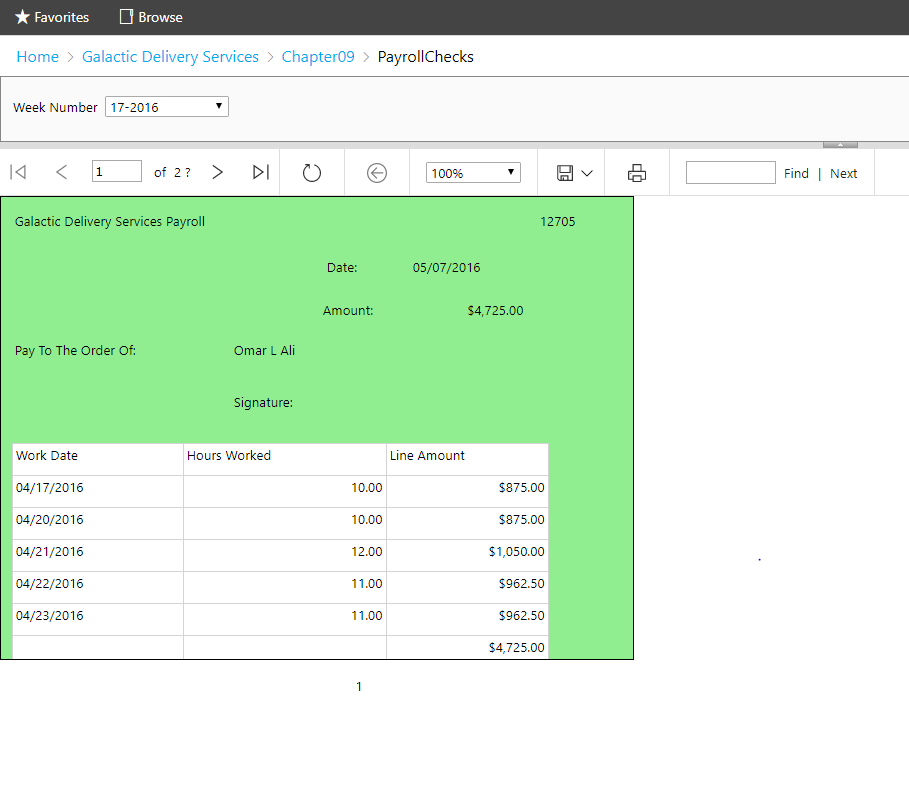 Favorites Browse
Home > Galactic Delivery Services > Chapter09 > PayrollChecks
Week Number 17-2016
1 of 2 ? 100% Find | Next
Galactic Delivery Services Payroll 12705
Date: 05/07/2016
Amount: $4,725.00
Pay To The Order Of: Omar L Ali
Signature:
Work Date Hours Worked Line Amount
04/17/2016 10.00 $875.00
04/20/2016 10.00 $875.00
04/21/2016 12.00 $1,050.00
04/22/2016 11.00 $962.50
04/23/2016 11.00 $962.50
$4,725.00
1